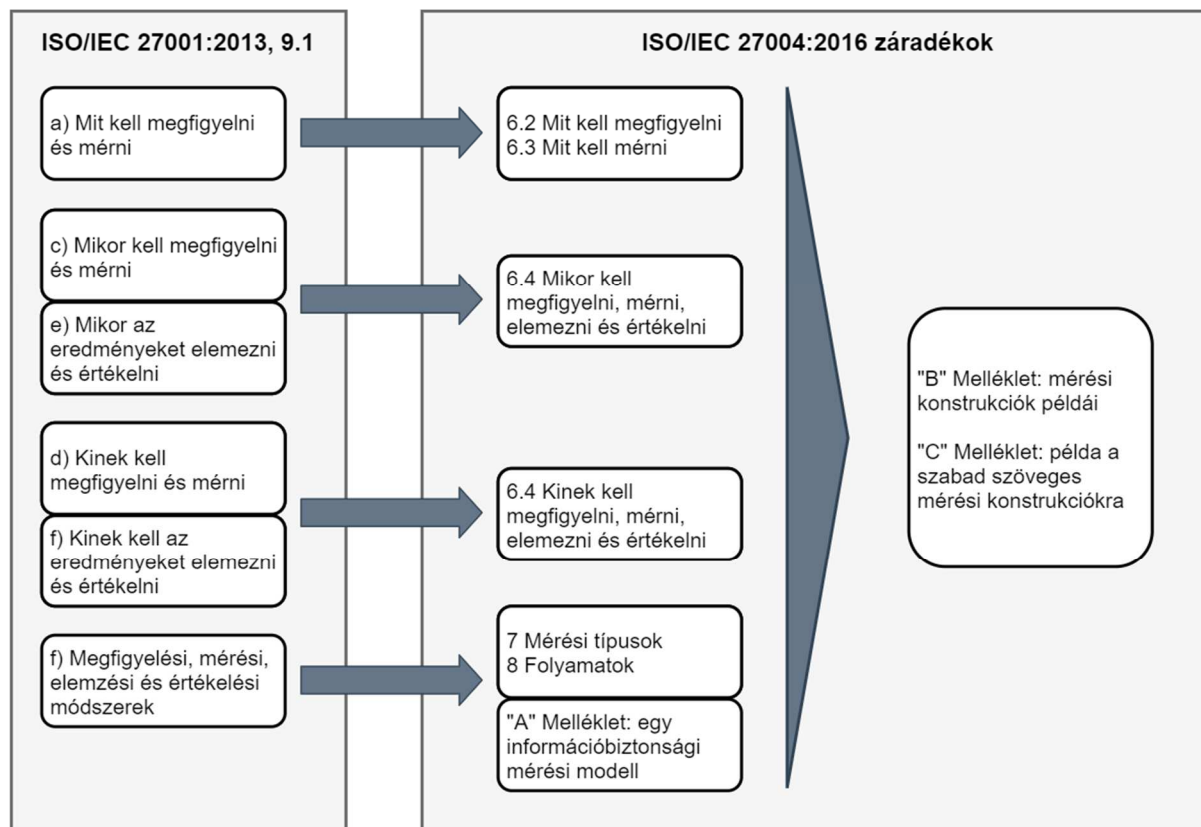 ISO/IEC 27001:2013, 9.1
a) Mit kell megfigyelni
és mérni
c) Mikor kell megfigyelni
és mérni
e) Mikor az
eredményeket elemezni
és értékelni
d) Kinek kell
megfigyelni és mérni
f) Kinek kell az
eredményeket elemezni
és értékelni
f) Megfigyelési, mérési,
elemzési és értékelési
módszerek
ISO/IEC 27004:2016 záradékok
6.2 Mit kell megfigyelni
6.3 Mit kell mérni
6.4 Mikor kell
megfigyelni, mérni,
elemezni és értékelni
6.4 Kinek kell
megfigyelni, mérni,
elemezni és értékelni
7 Mérési típusok
8 Folyamatok
"A" Melléklet: egy
információbiztonsági
mérési modell
"B" Melléklet: mérési
konstrukciók példái
"C" Melléklet: példa a
szabad szöveges
mérési konstrukciókra